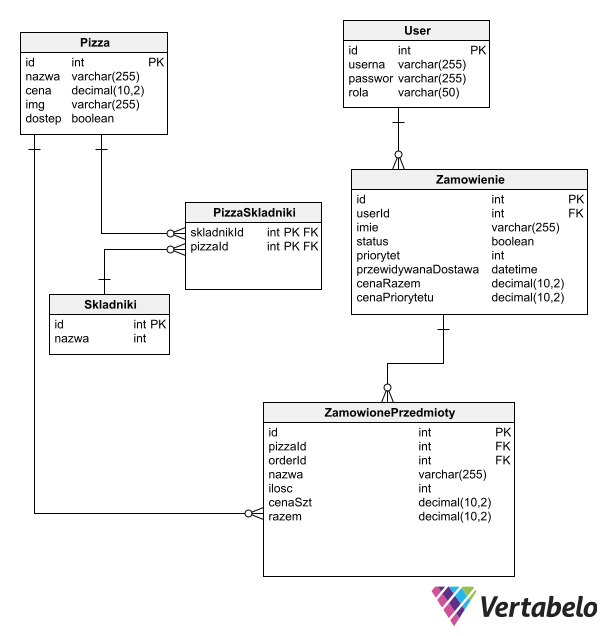 Pizza
id int PK
nazwa varchar(255)
cena decimal(10,2)
img varchar(255)
dostep boolean
User
id int PK
userna varchar(255)
passwor varchar(255)
rola varchar(50)
Zamowienie
id int PK
userId int FK
imie varchar(255)
status boolean
priorytet int
przewidywanaDostawa datetime
cenaRazem decimal(10,2)
cenaPriorytetu decimal(10,2)
PizzaSkladniki
skladnikId int PK FK
pizzaId int PK FK
Skladniki
id int PK
nazwa int
ZamowionePrzedmioty
id int PK
pizzaId int FK
orderId int FK
nazwa varchar(255)
ilosc int
cenaSzt decimal(10,2)
razem decimal(10,2)
Vertabelo